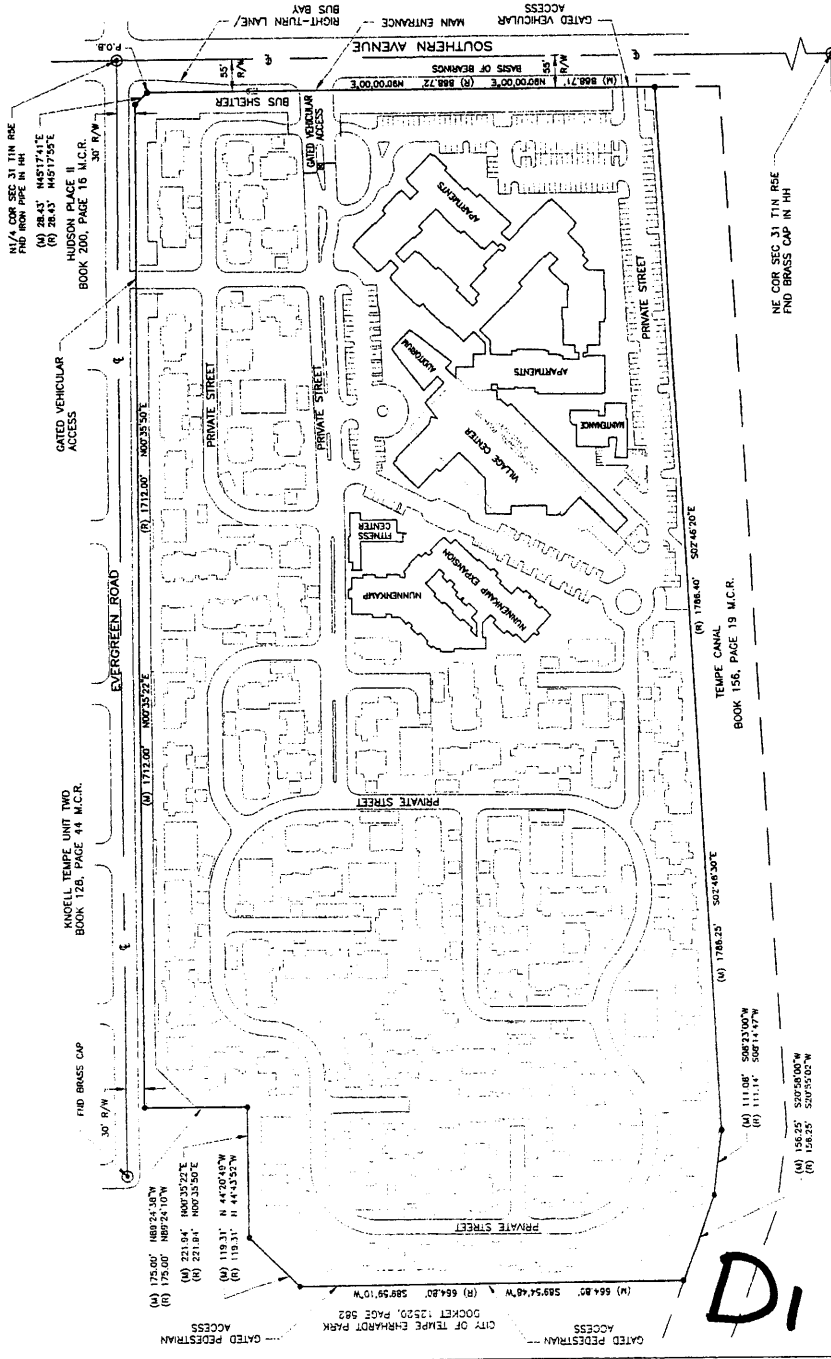 GATED VEHICULAR
ACCESS
MAIN ENTRANCE
RIGHT-TURN LANE/
BUS BAY
SOUTHERN AVENUE
P.O.B.
55'
R/W
BASIS OF BEARINGS
55'
R/W
(M) 868.71' N90°00'00"E
(R) 868.72' N90°00'00"E
BUS SHELTER
GATED VEHICULAR
ACCESS
N1/4 COR SEC 31 T1N R5E
FND IRON PIPE IN HH
(M) 28.43' N45°17'41"E
(R) 28.43' N45°17'55"E
HUDSON PLACE II
BOOK 200, PAGE 16 M.C.R.
30' R/W
GATED VEHICULAR
ACCESS
EVERGREEN ROAD
(R) 1712.00' N00°35'50"E
(M) 1712.00' N00°35'22"E
KNOELL TEMPE UNIT TWO
BOOK 128, PAGE 44 M.C.R.
FND BRASS CAP
30' R/W
PRIVATE STREET
PRIVATE STREET
APARTMENTS
AUDITORIUM
APARTMENTS
VILLAGE CENTER
MAINTENANCE
PRIVATE STREET
FITNESS
CENTER
NUNNENKAMP
NUNNENKAMP EXPANSION
PRIVATE STREET
PRIVATE STREET
NE COR SEC 31 T1N R5E
FND BRASS CAP IN HH
(R) 1786.40' S02°46'20"E
TEMPE CANAL
BOOK 156, PAGE 19 M.C.R.
(M) 1786.25' S02°46'30"E
(M) 111.08' S08°23'00"W
(R) 111.14' S08°14'47"W
(M) 156.25' S20°58'00"W
(R) 156.25' S20°55'02"W
(M) 175.00' N89°24'38"W
(R) 175.00' N89°24'10"W
(M) 221.94' N00°35'22"E
(R) 221.94' N00°35'50"E
(M) 119.31' N 44°20'49"W
(R) 119.31' N 44°43'52"W
(M) 664.80' S89°54'48"W
(R) 664.80' S89°59'10"W
CITY OF TEMPE EHRHARDT PARK
DOCKET 12520, PAGE 582
GATED PEDESTRIAN
ACCESS
GATED PEDESTRIAN
ACCESS
D1